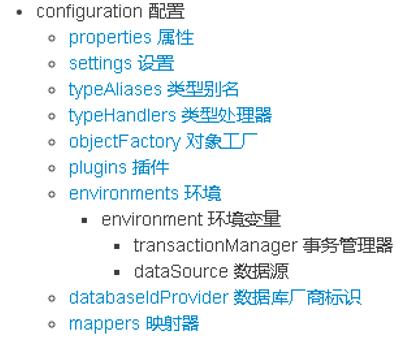 configuration 配置
properties 属性
settings 设置
typeAliases 类型别名
typeHandlers 类型处理器
objectFactory 对象工厂
plugins 插件
environments 环境
environment 环境变量
transactionManager 事务管理器
dataSource 数据源
databaseIdProvider 数据库厂商标识
mappers 映射器